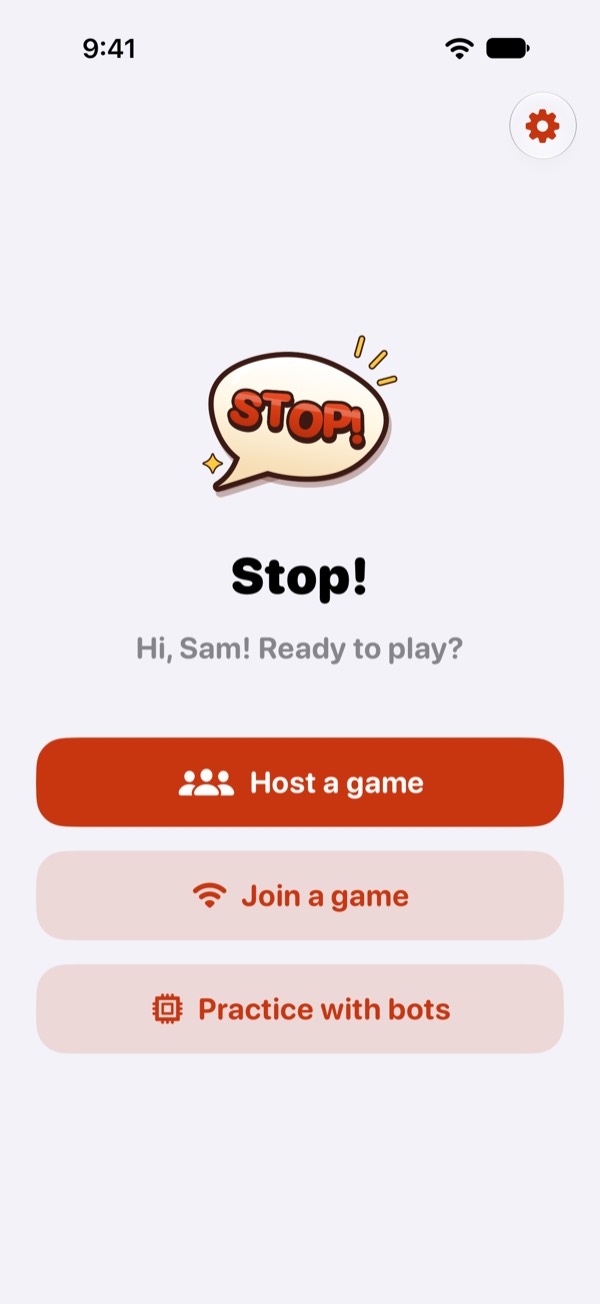 9:41
STOP!
Stop!
Hi, Sam! Ready to play?
Host a game
Join a game
Practice with bots